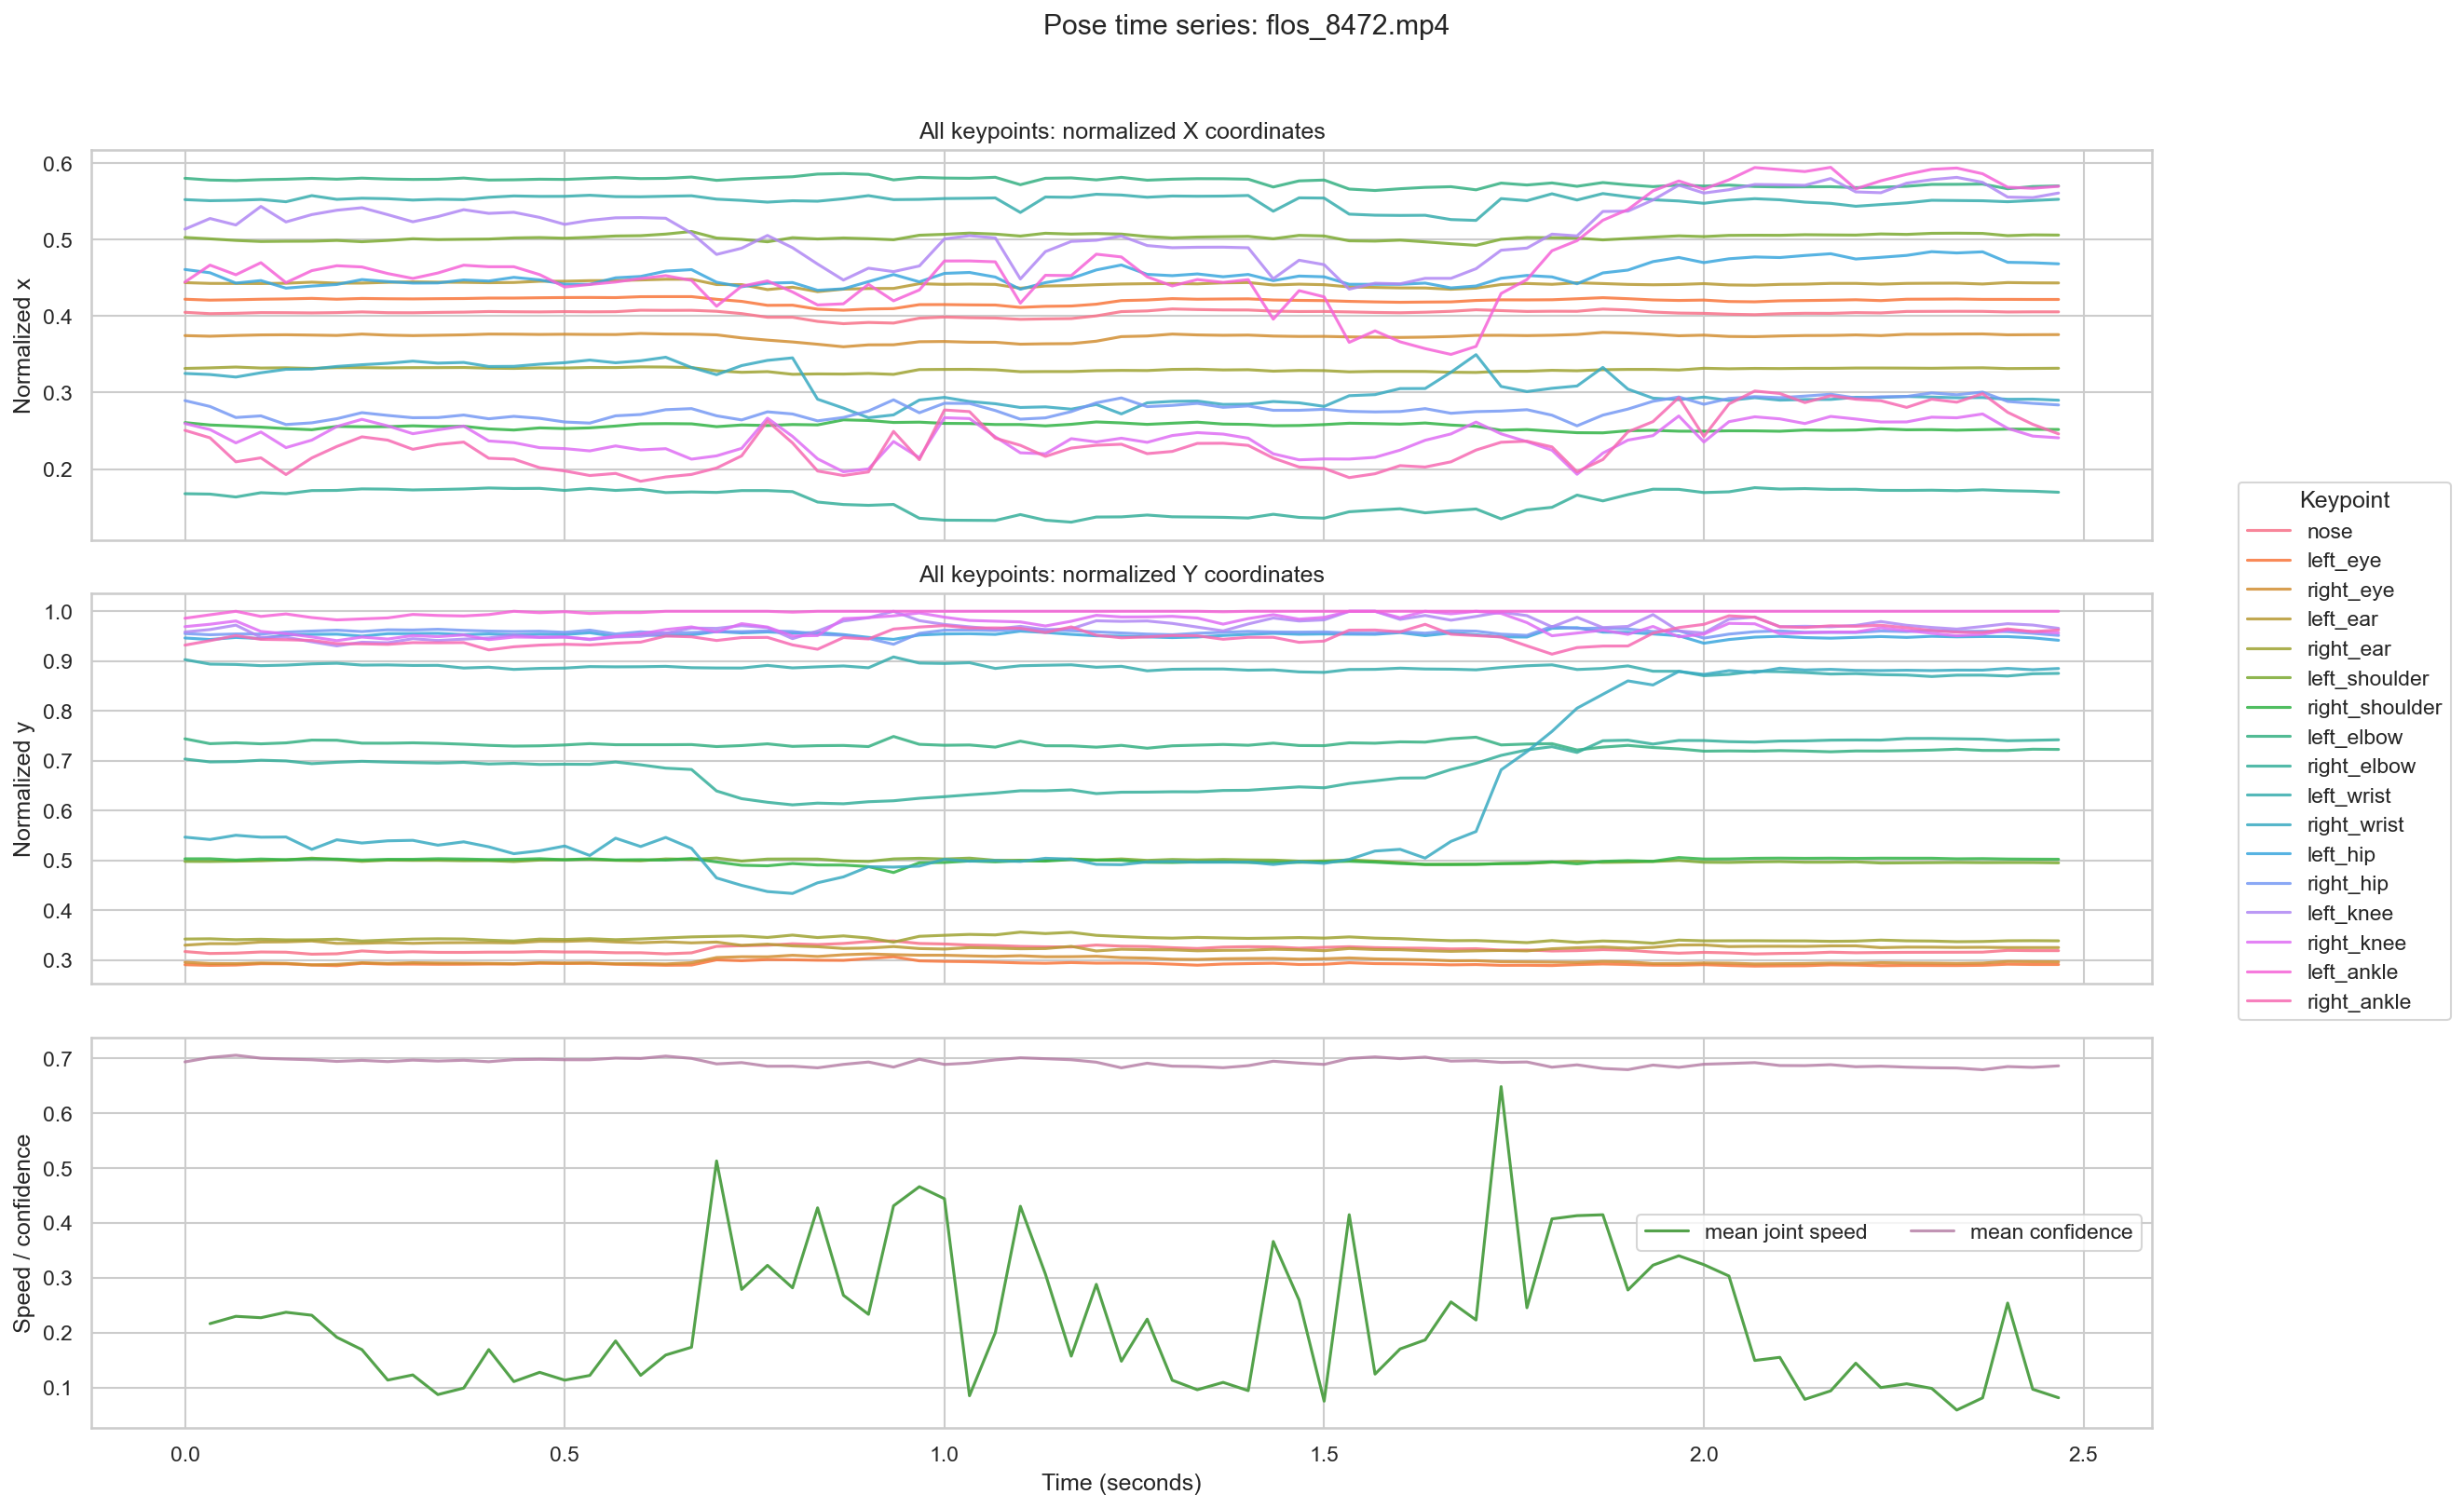 Pose time series: flos_8472.mp4
All keypoints: normalized X coordinates
Normalized x
0.6
0.5
0.4
0.3
0.2
All keypoints: normalized Y coordinates
Normalized y
1.0
0.9
0.8
0.7
0.6
0.5
0.4
0.3
Keypoint
nose
left_eye
right_eye
left_ear
right_ear
left_shoulder
right_shoulder
left_elbow
right_elbow
left_wrist
right_wrist
left_hip
right_hip
left_knee
right_knee
left_ankle
right_ankle
Speed / confidence
0.7
0.6
0.5
0.4
0.3
0.2
0.1
mean joint speed mean confidence
0.0 0.5 1.0 1.5 2.0 2.5
Time (seconds)